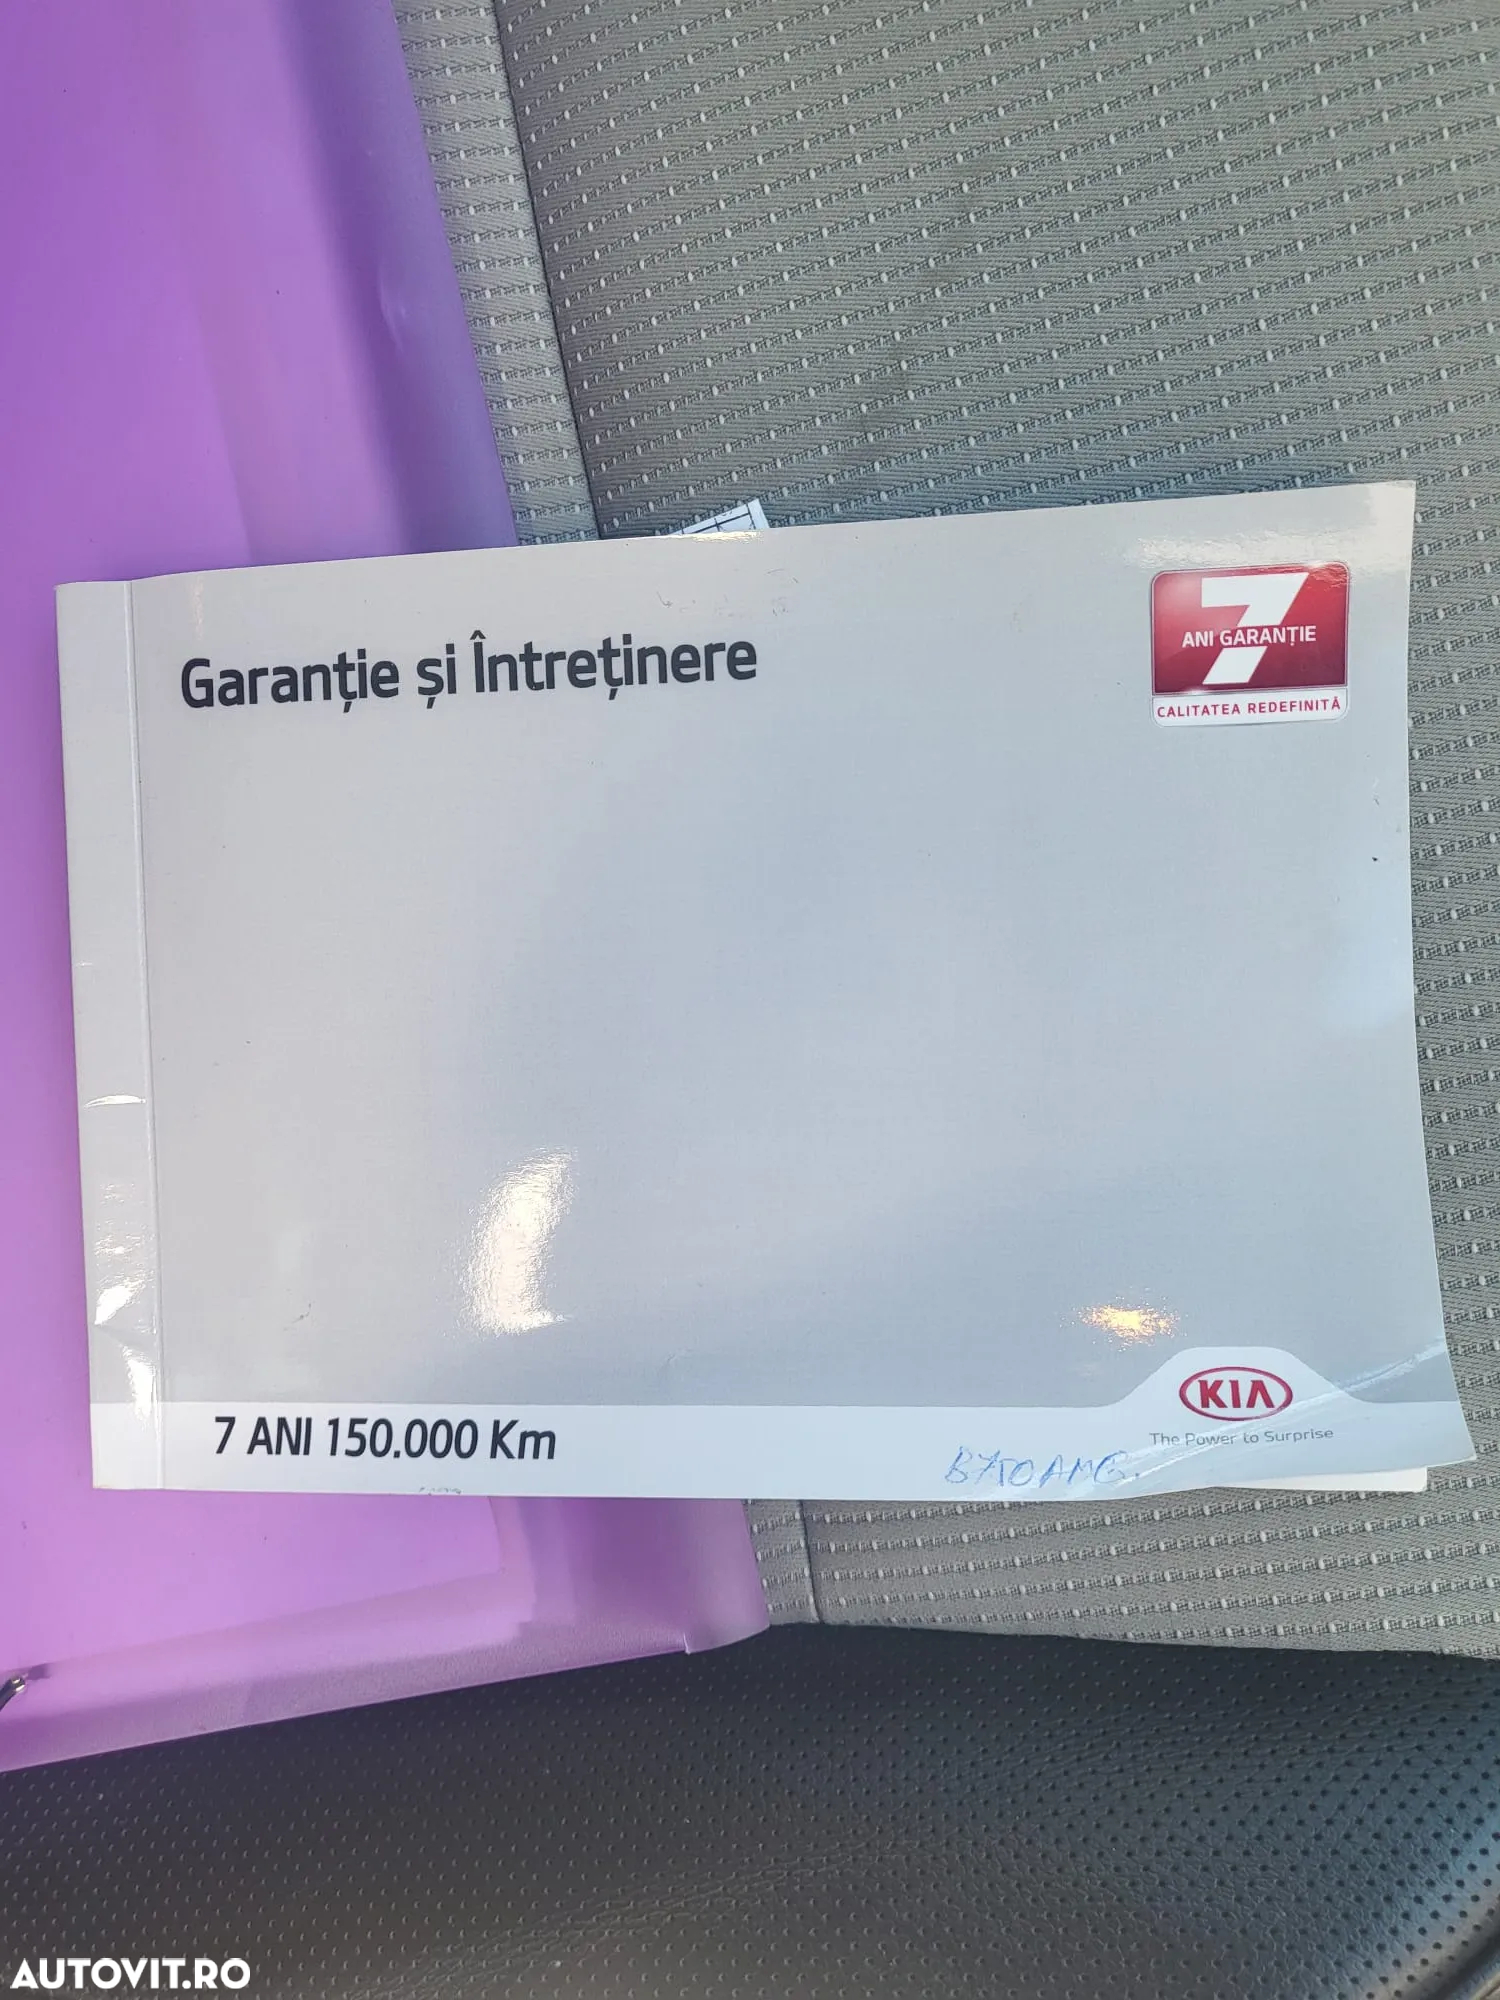 Garanție și Întreținere
7
ANI GARANȚIE
CALITATEA REDEFINITĂ
7 ANI 150.000 Km
KIA
The Power to Surprise
B750AMG.
AUTOVIT.RO